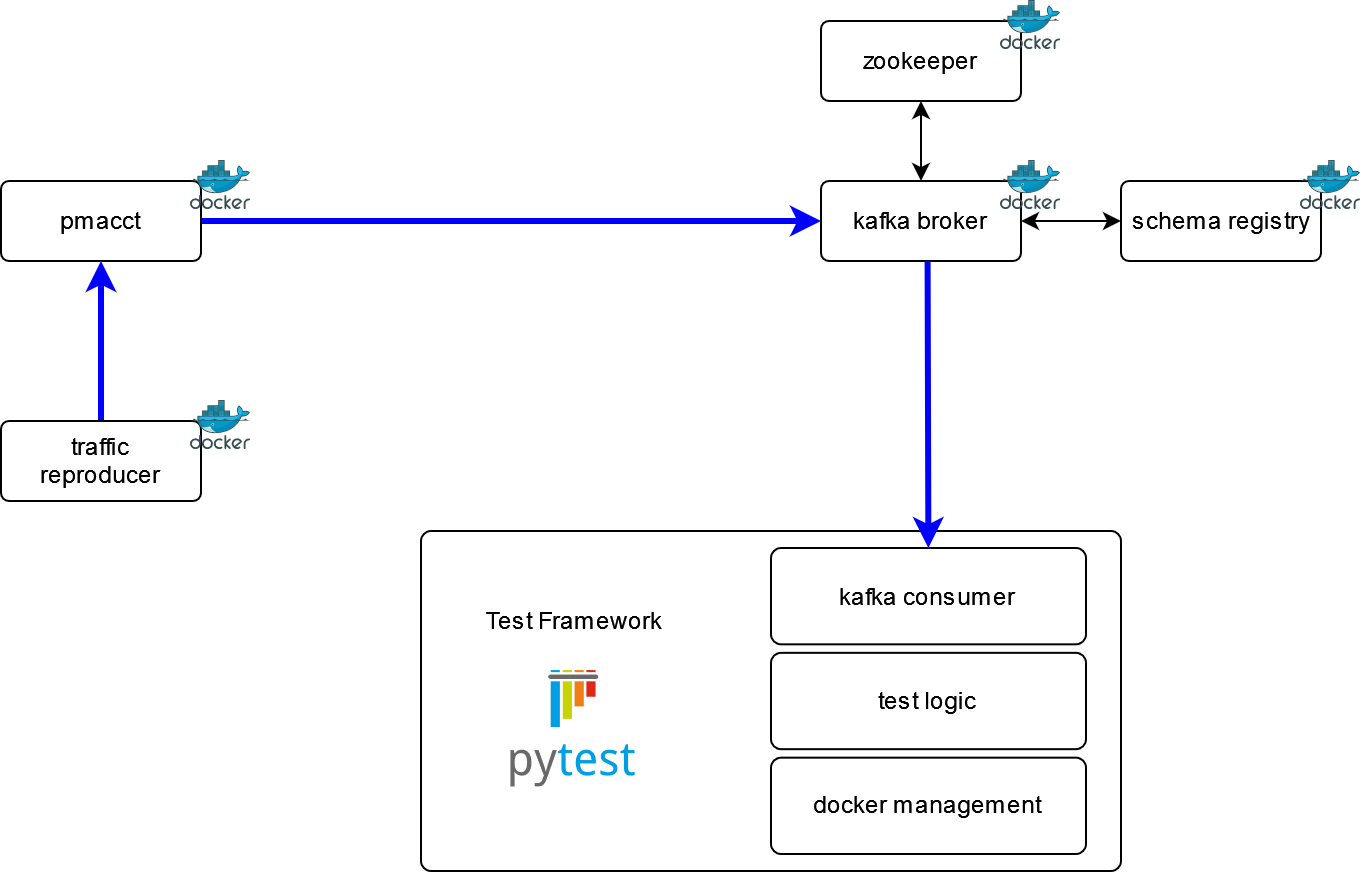 docker
zookeeper
docker
pmacct
docker
kafka broker
docker
schema registry
docker
traffic
reproducer
Test Framework
pytest
kafka consumer
test logic
docker management